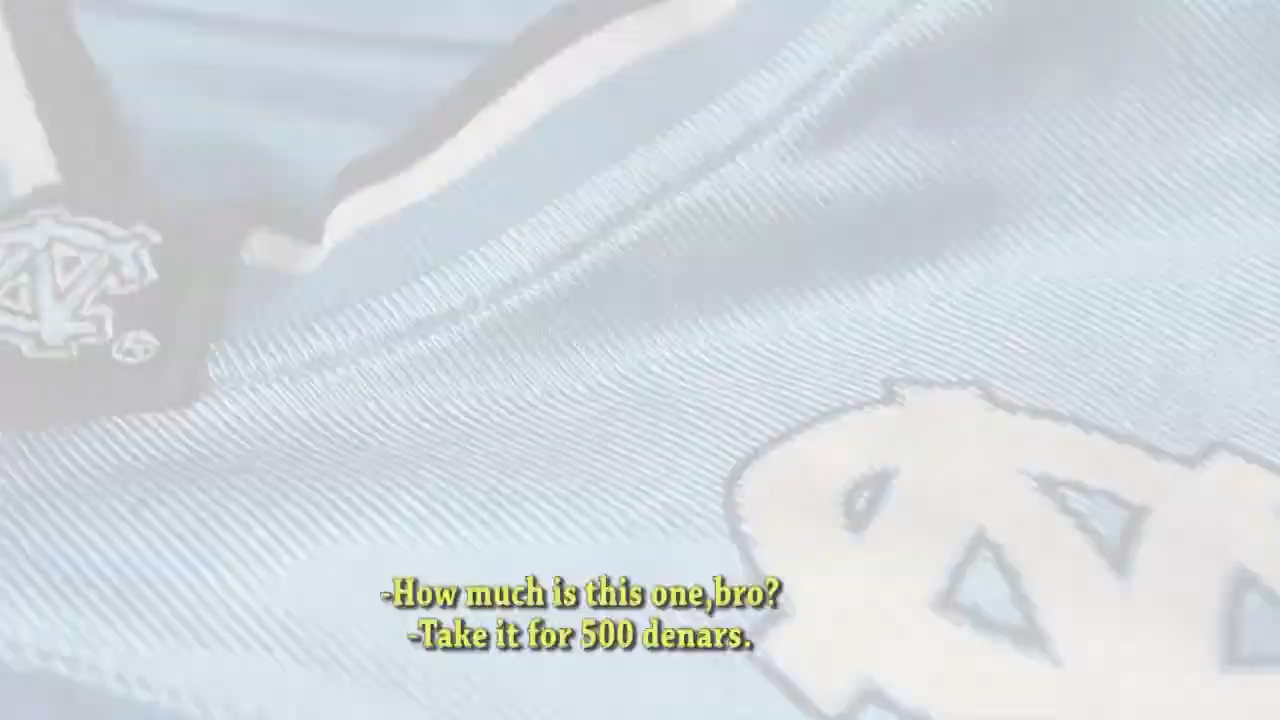 -How much is this one,bro?
-Take it for 500 denars.